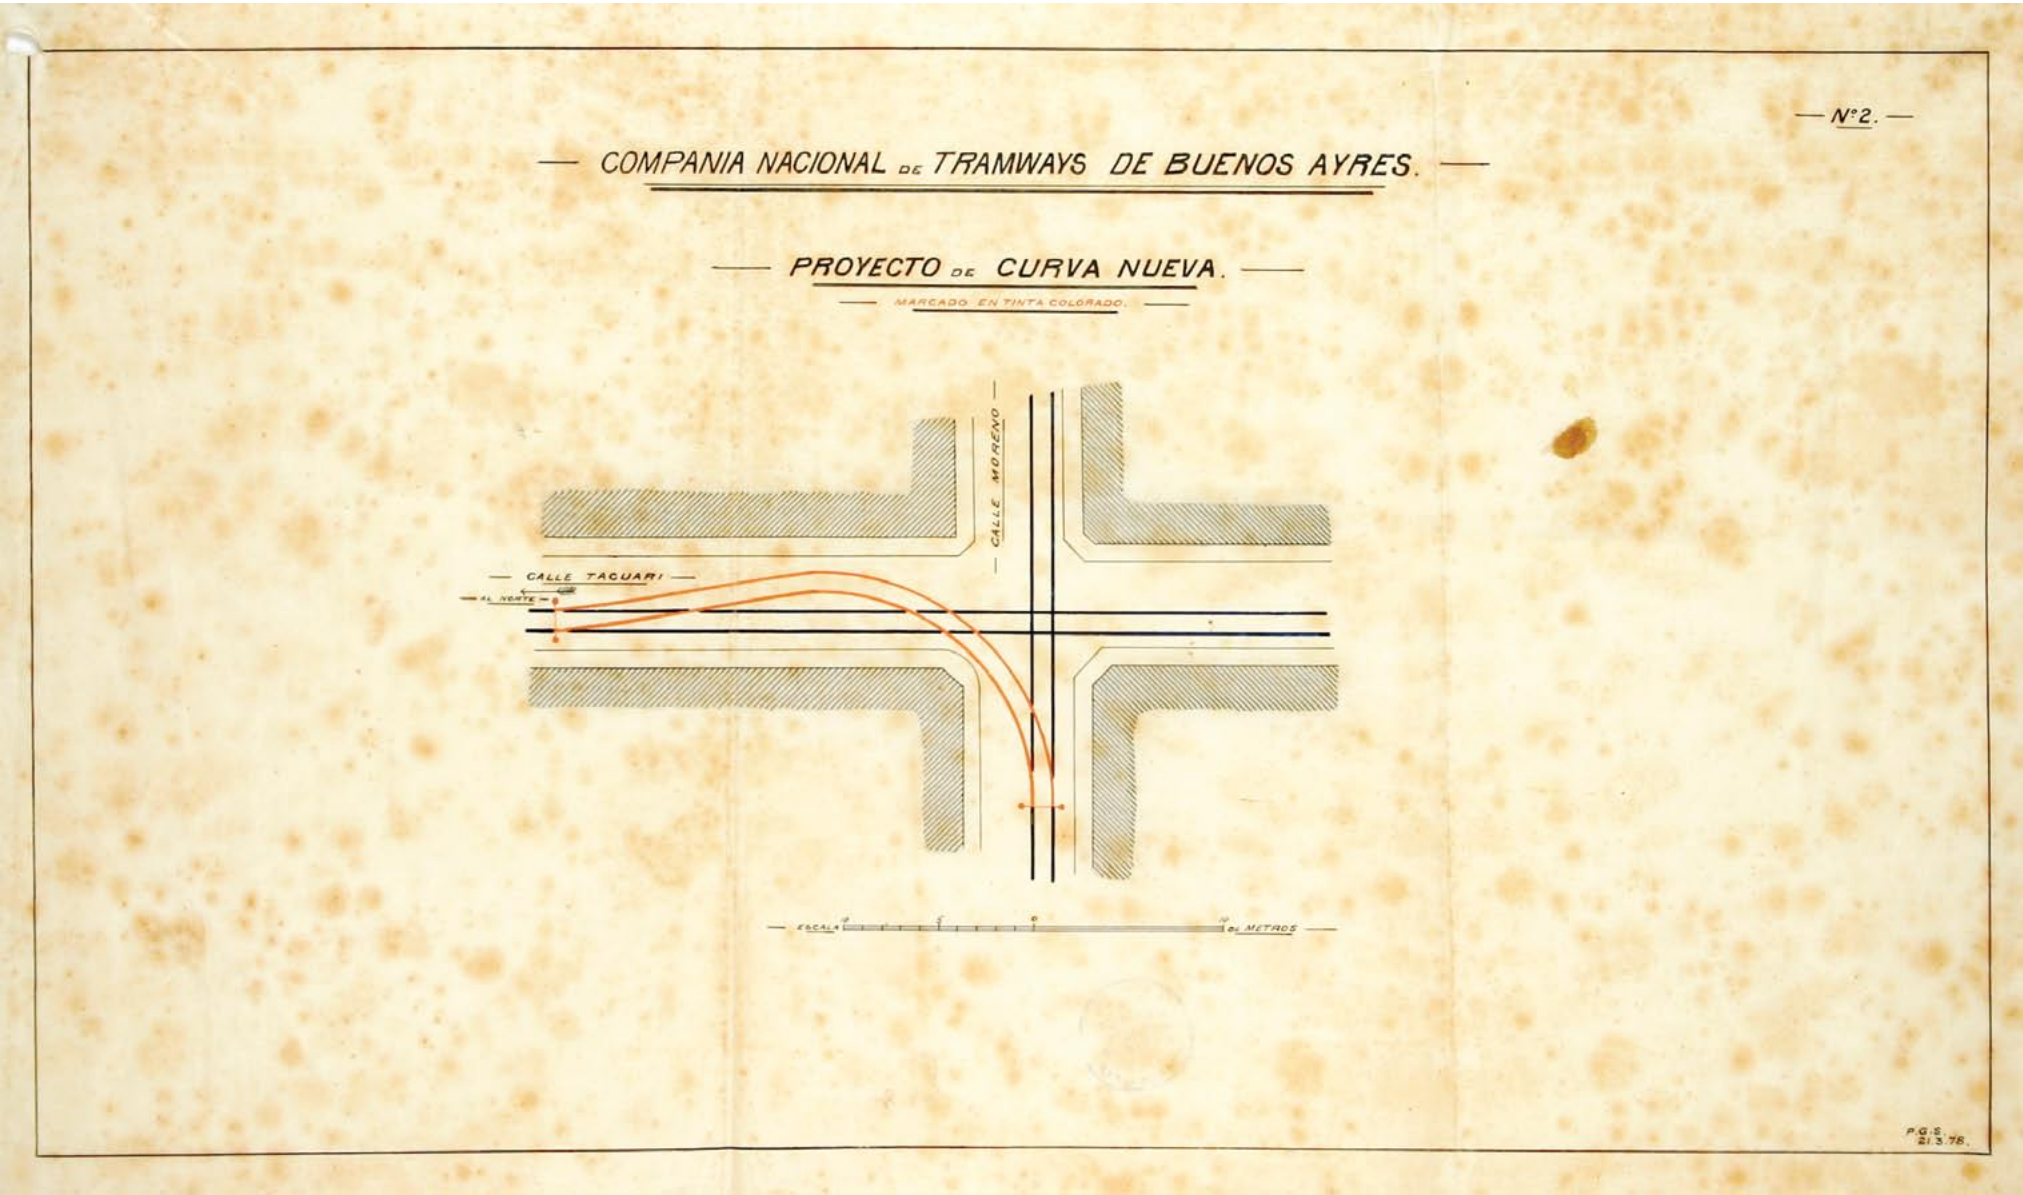 — Nº 2. —
— COMPANIA NACIONAL DE TRAMWAYS DE BUENOS AYRES. —
— PROYECTO DE CURVA NUEVA. —
— MARCADO EN TINTA COLORADO. —
— CALLE MORENO —
— CALLE TACUARI —
— AL NORTE —
— ESCALA 10 5 0 10 DE METROS —
P.G.S.
21.3.78.